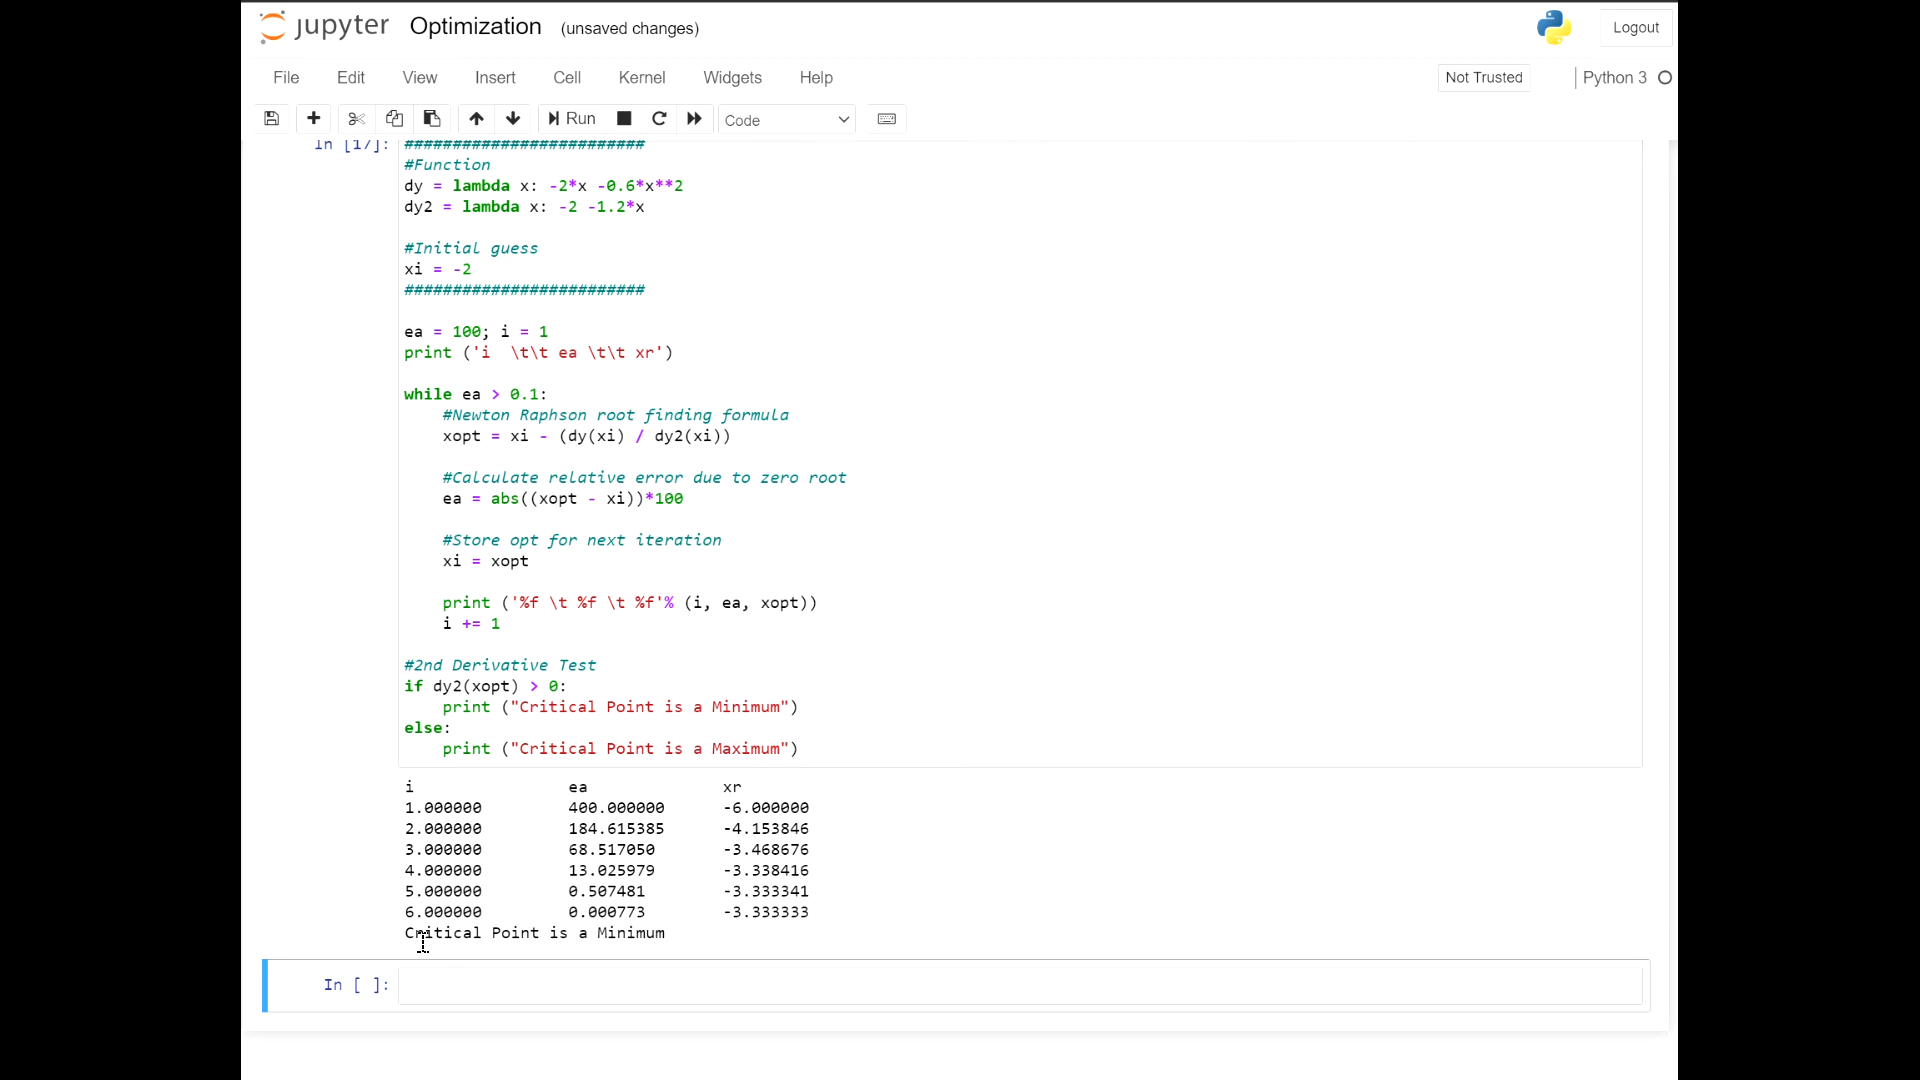 jupyter Optimization (unsaved changes) Logout
File Edit View Insert Cell Kernel Widgets Help Not Trusted Python 3
Run Code
In [17]: #########################
#Function
dy = lambda x: -2*x -0.6*x**2
dy2 = lambda x: -2 -1.2*x
#Initial guess
xi = -2
#########################
ea = 100; i = 1
print ('i  \t\t ea \t\t xr')
while ea > 0.1:
    #Newton Raphson root finding formula
    xopt = xi - (dy(xi) / dy2(xi))
    #Calculate relative error due to zero root
    ea = abs((xopt - xi))*100
    #Store opt for next iteration
    xi = xopt
    print ('%f \t %f \t %f'% (i, ea, xopt))
    i += 1
#2nd Derivative Test
if dy2(xopt) > 0:
    print ("Critical Point is a Minimum")
else:
    print ("Critical Point is a Maximum")
i ea xr
1.000000 400.000000 -6.000000
2.000000 184.615385 -4.153846
3.000000 68.517050 -3.468676
4.000000 13.025979 -3.338416
5.000000 0.507481 -3.333341
6.000000 0.000773 -3.333333
Critical Point is a Minimum
In [ ]: